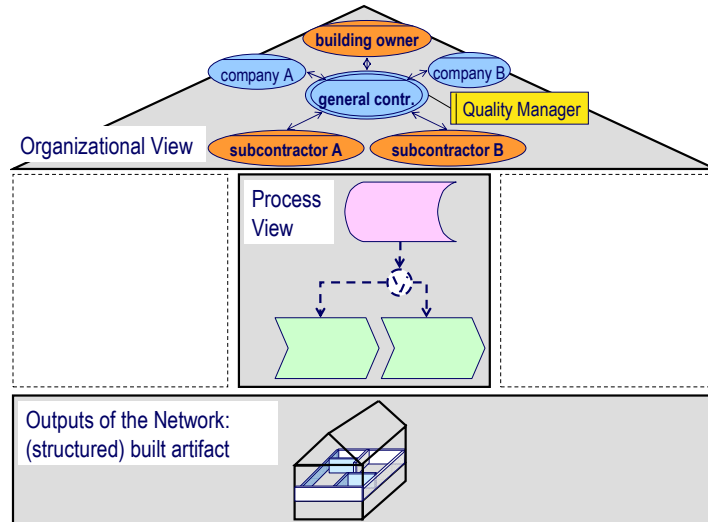 building owner
company A
company B
general contr.
Quality Manager
Organizational View
subcontractor A
subcontractor B
Process
View
Outputs of the Network:
(structured) built artifact